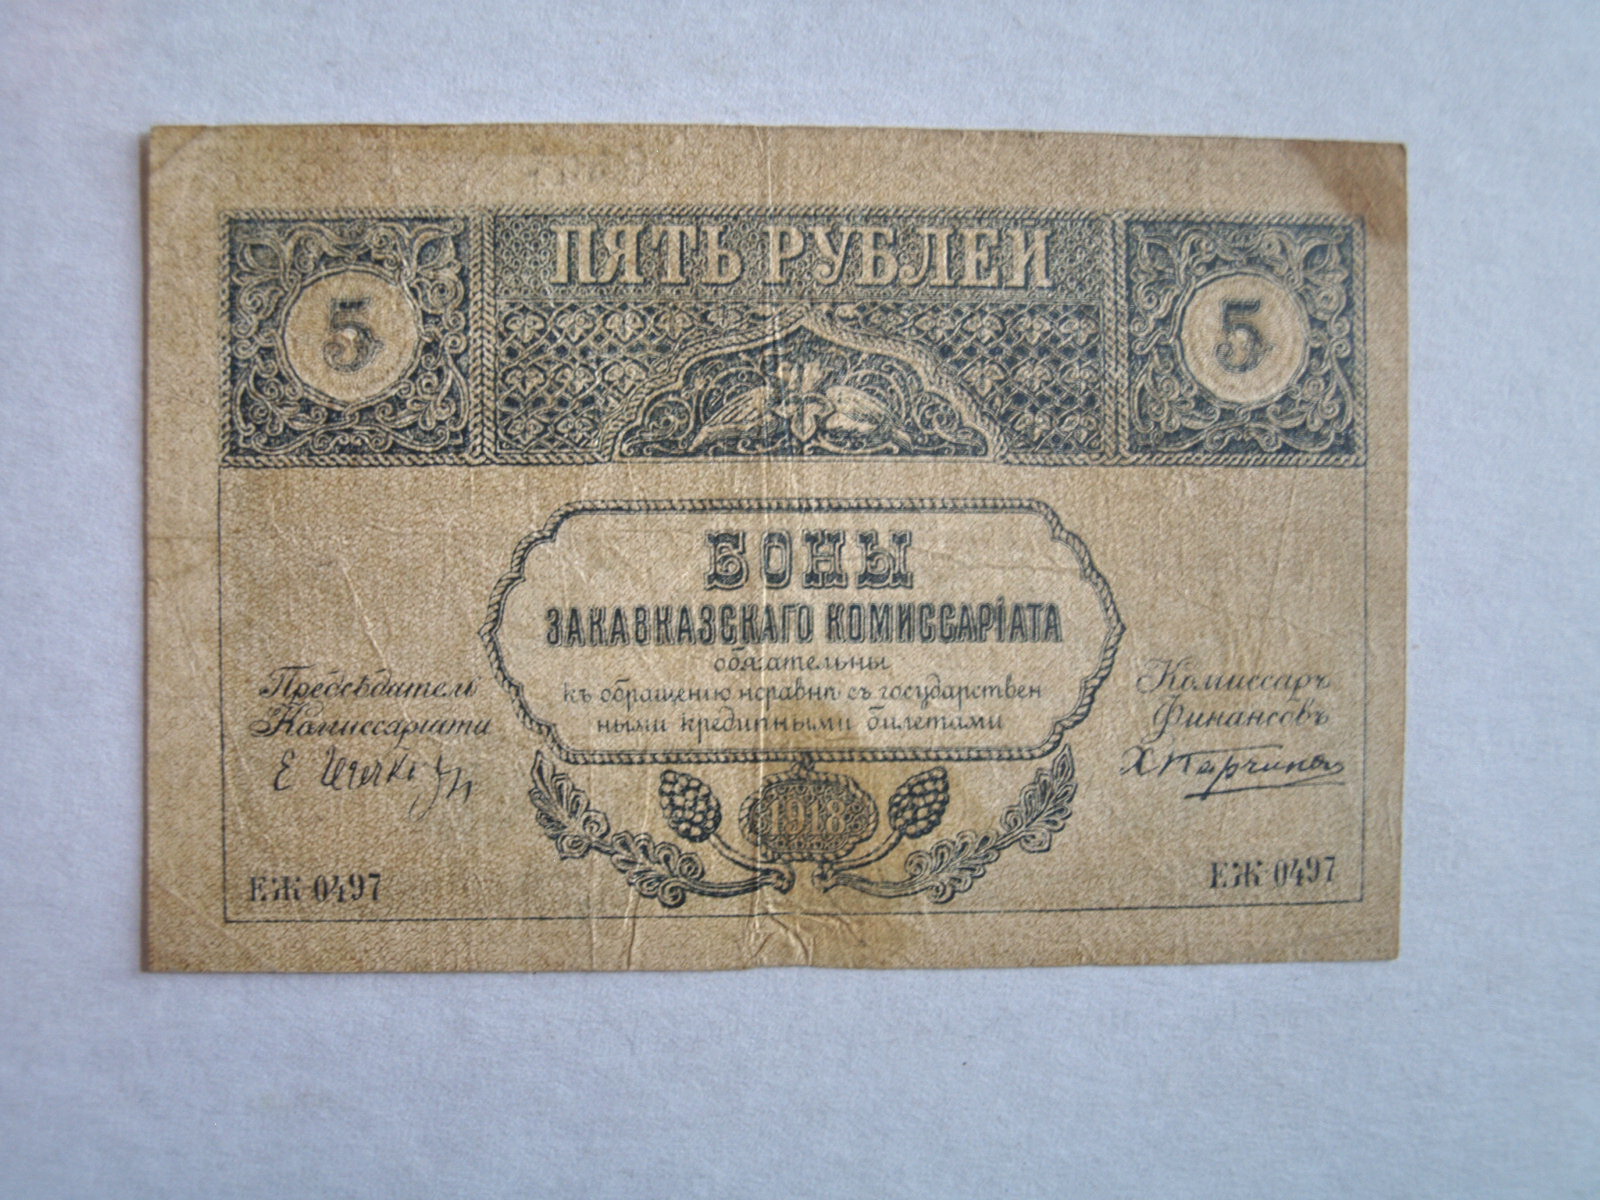 ПЯТЬ РУБЛЕЙ
5
5
БОНЫ
ЗАКАВКАЗСКАГО КОМИССАРІАТА
обязательны
къ обращенію наравнѣ съ государствен
ными кредитными билетами
Предсѣдатель
Комиссаріата
Комиссаръ
Финансовъ
1918
ЕЖ 0497
ЕЖ 0497